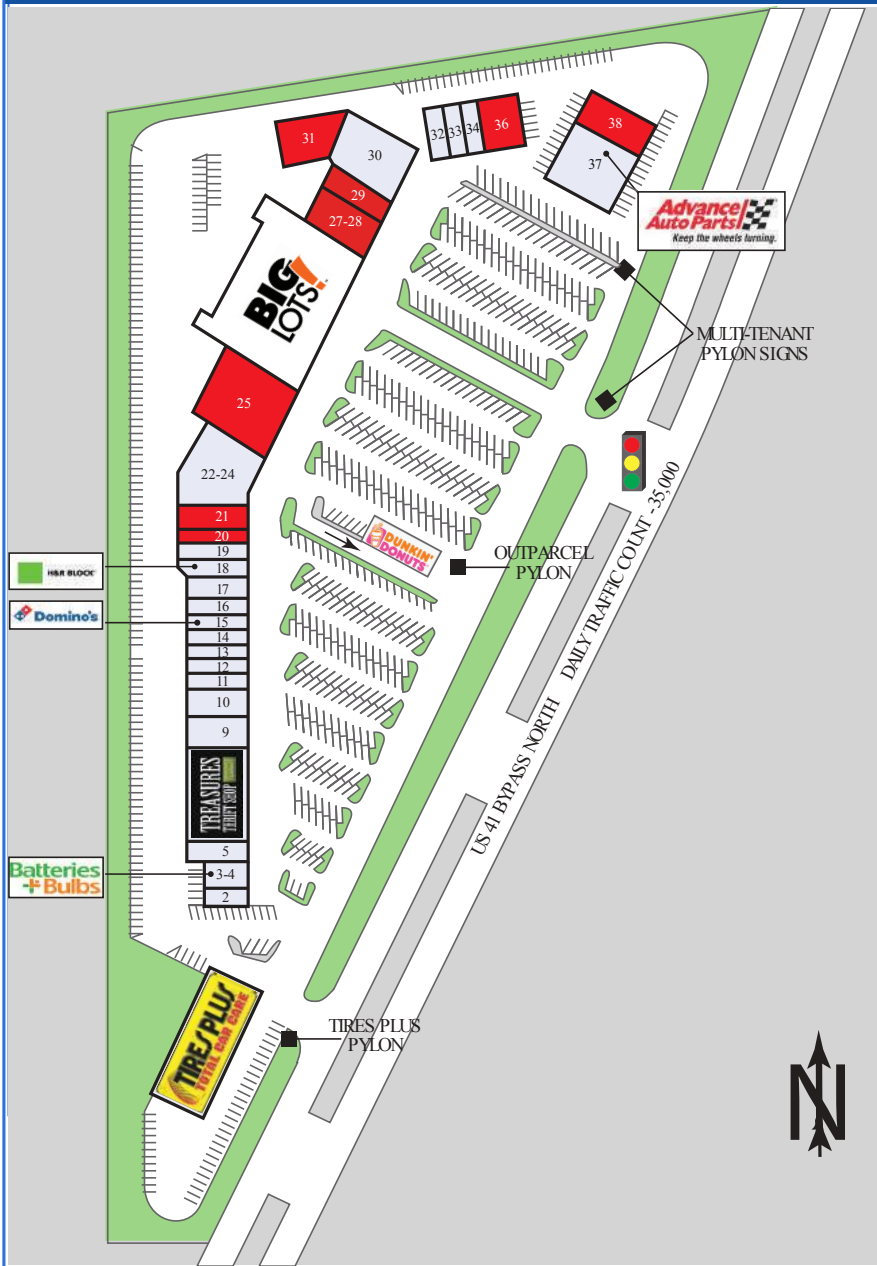 38
32
33
34
36
31
30
37
29
27-28
Advance
Auto Parts
Keep the wheels turning.
BIG
LOTS!
MULTI-TENANT
PYLON SIGNS
25
22-24
21
20
19
18
H&R BLOCK
17
16
15
Domino's
14
13
12
11
10
9
DUNKIN'
DONUTS
OUTPARCEL
PYLON
US 41 BYPASS NORTH DAILY TRAFFIC COUNT - 35,000
TREASURES
THRIFT SHOP
5
3-4
Batteries
+ Bulbs
2
TIRES PLUS
TOTAL CAR CARE
TIRES PLUS
PYLON
N